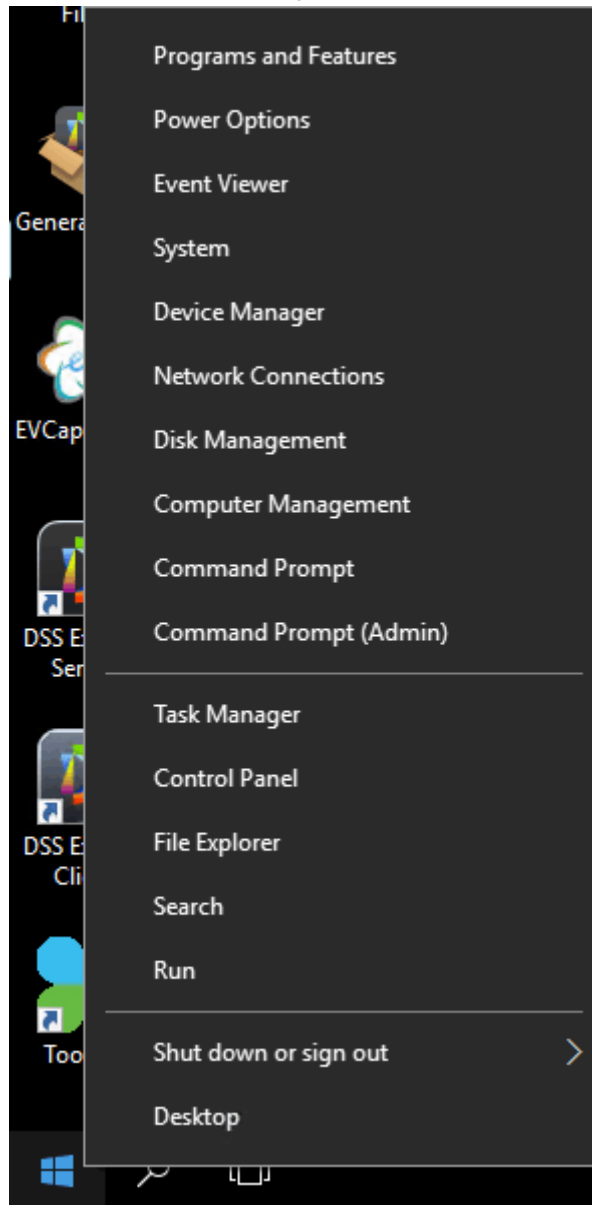 Programs and Features
Power Options
Event Viewer
System
Device Manager
Network Connections
Disk Management
Computer Management
Command Prompt
Command Prompt (Admin)
Task Manager
Control Panel
File Explorer
Search
Run
Shut down or sign out
Desktop
Fil
Genera
EVCap
DSS E
Ser
DSS E
Cli
Too